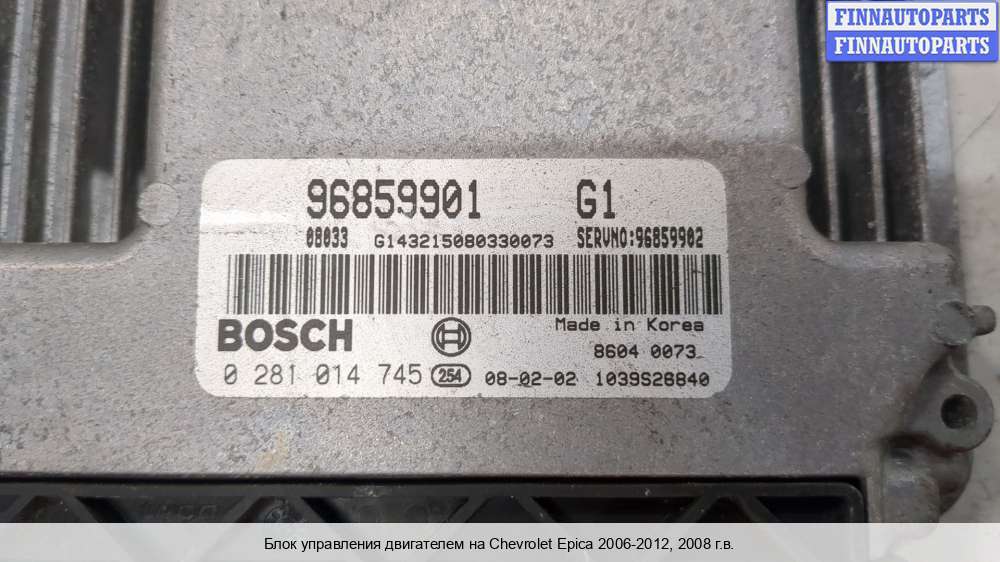 FINNAUTOPARTS
FINNAUTOPARTS
96859901 G1
08033 G143215080330073 SERVNO:96859902
BOSCH
Made in Korea
8604 0073
0 281 014 745 254 08-02-02 1039S28840
Блок управления двигателем на Chevrolet Epica 2006-2012, 2008 г.в.